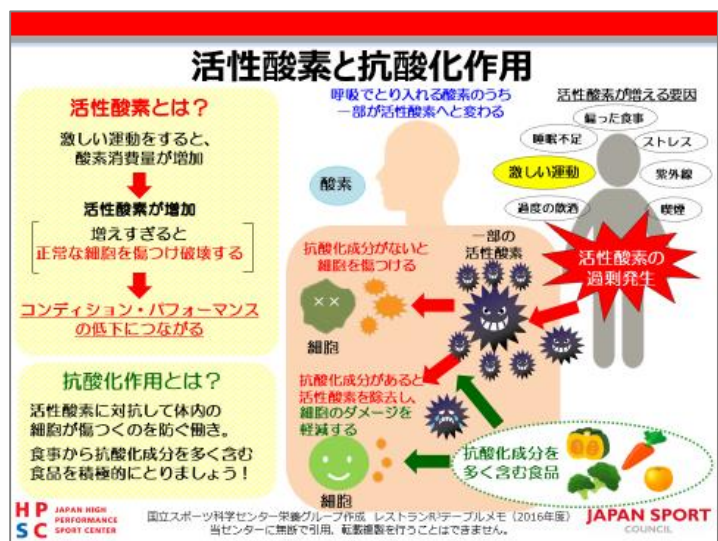 活性酸素と抗酸化作用
活性酸素とは？
激しい運動をすると、
酸素消費量が増加
活性酸素が増加
増えすぎると
正常な細胞を傷つけ破壊する
コンディション・パフォーマンス
の低下につながる
抗酸化作用とは？
活性酸素に対抗して体内の
細胞が傷つくのを防ぐ働き。
食事から抗酸化成分を多く含む
食品を積極的にとりましょう！
呼吸でとり入れる酸素のうち
一部が活性酸素へと変わる
酸素
活性酸素が増える要因
偏った食事
睡眠不足
ストレス
激しい運動
紫外線
過度の飲酒
喫煙
活性酸素の
過剰発生
一部の
活性酸素
抗酸化成分がないと
細胞を傷つける
細胞
抗酸化成分があると
活性酸素を除去し、
細胞のダメージを
軽減する
細胞
抗酸化成分を
多く含む食品
HPSC
JAPAN HIGH
PERFORMANCE
SPORT CENTER
国立スポーツ科学センター栄養グループ作成 レストランR³テーブルメモ（2016年度）
当センターに無断で引用、転載複製を行うことはできません。
JAPAN SPORT
COUNCIL